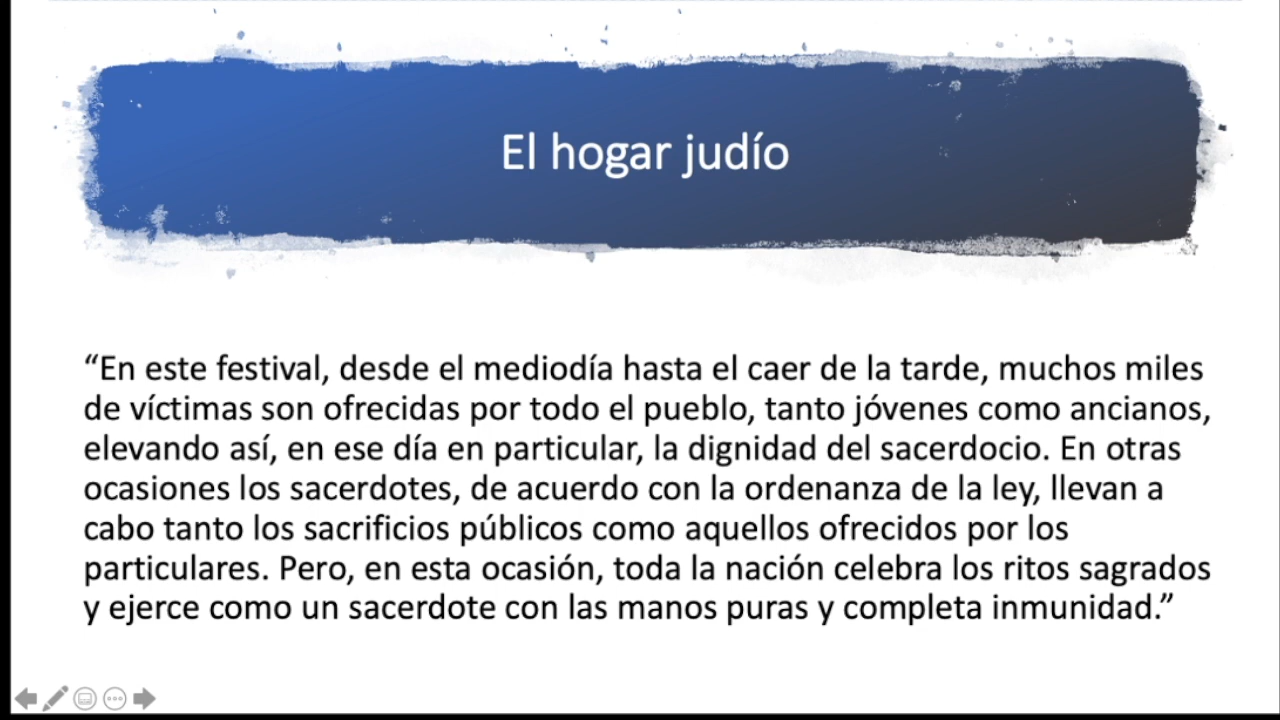 El hogar judío
“En este festival, desde el mediodía hasta el caer de la tarde, muchos miles
de víctimas son ofrecidas por todo el pueblo, tanto jóvenes como ancianos,
elevando así, en ese día en particular, la dignidad del sacerdocio. En otras
ocasiones los sacerdotes, de acuerdo con la ordenanza de la ley, llevan a
cabo tanto los sacrificios públicos como aquellos ofrecidos por los
particulares. Pero, en esta ocasión, toda la nación celebra los ritos sagrados
y ejerce como un sacerdote con las manos puras y completa inmunidad.”